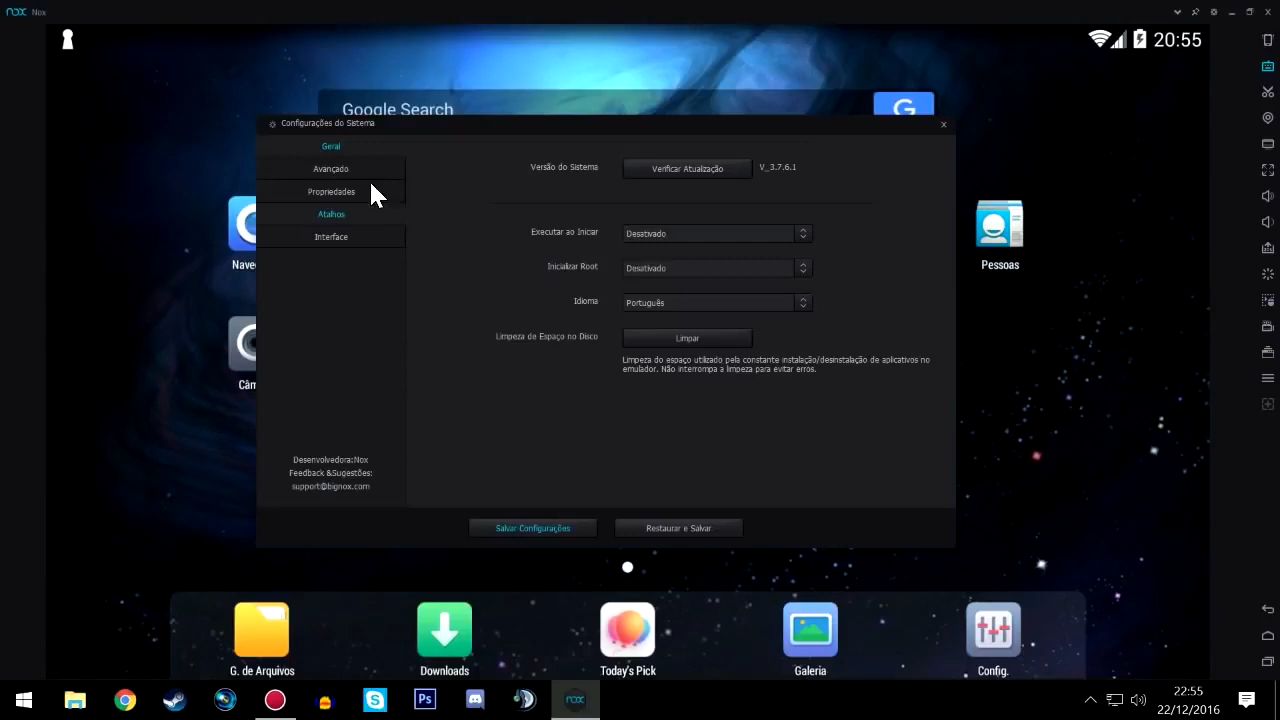 nox Nox
20:55
Google Search
G
Configurações do Sistema
Geral
Avançado
Propriedades
Atalhos
Interface
Versão do Sistema
Verificar Atualização
V_3.7.6.1
Executar ao Iniciar
Desativado
Inicializar Root
Desativado
Idioma
Português
Limpeza de Espaço no Disco
Limpar
Limpeza do espaço utilizado pela constante instalação/desinstalação de aplicativos no
emulador. Não interrompa a limpeza para evitar erros.
Desenvolvedora:Nox
Feedback &Sugestões:
support@bignox.com
Salvar Configurações
Restaurar e Salvar
Nave
Câm
Pessoas
G. de Arquivos
Downloads
Today's Pick
Galeria
Config.
S
Ps
nox
22:55
22/12/2016